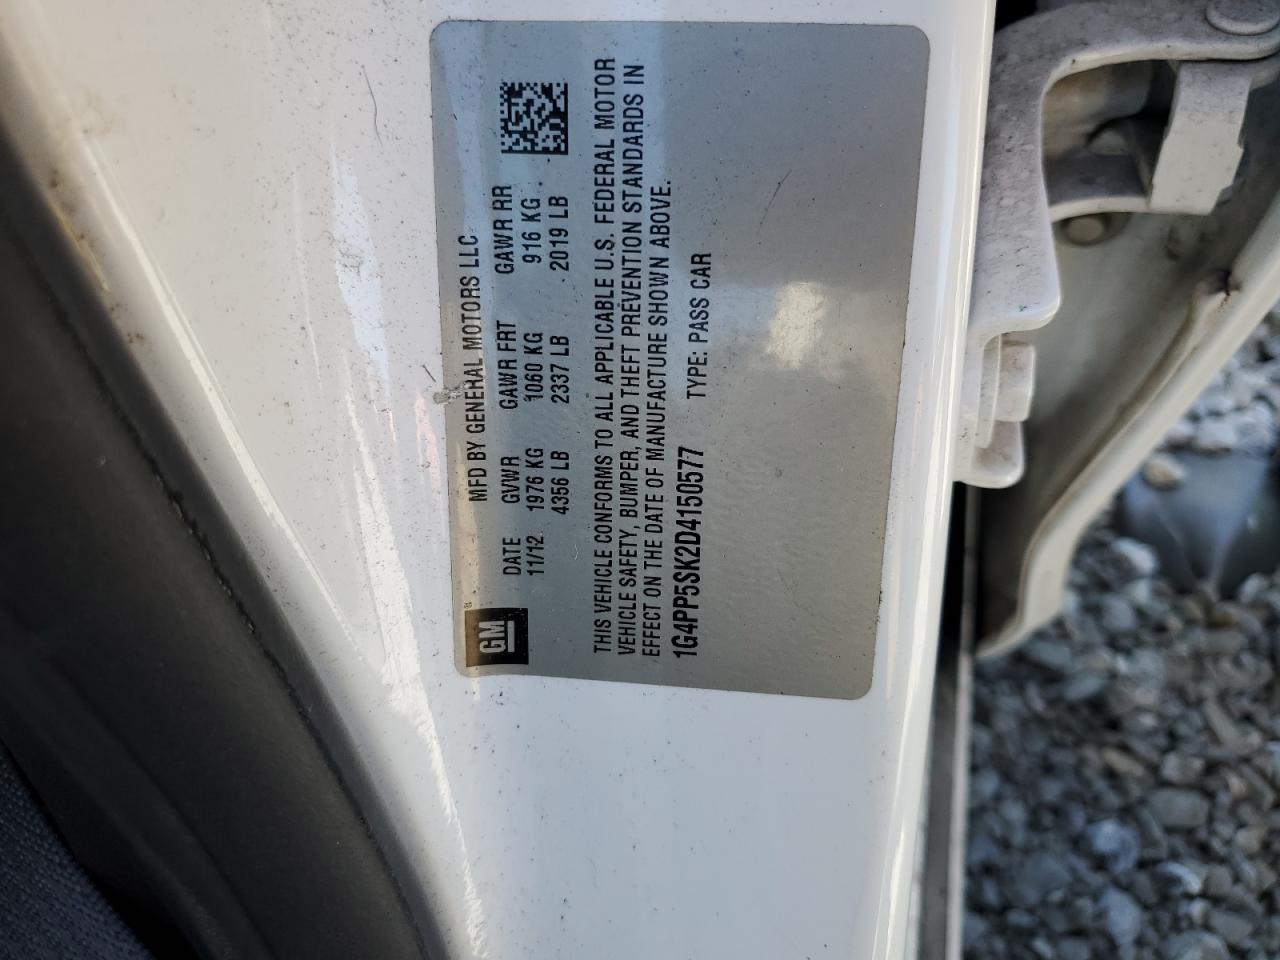 GM
MFD BY GENERAL MOTORS LLC
DATE GVWR GAWR FRT GAWR RR
11/12 1976 KG 1060 KG 916 KG
4356 LB 2337 LB 2019 LB
THIS VEHICLE CONFORMS TO ALL APPLICABLE U.S. FEDERAL MOTOR
VEHICLE SAFETY, BUMPER, AND THEFT PREVENTION STANDARDS IN
EFFECT ON THE DATE OF MANUFACTURE SHOWN ABOVE.
1G4PP5SK2D4150577 TYPE: PASS CAR